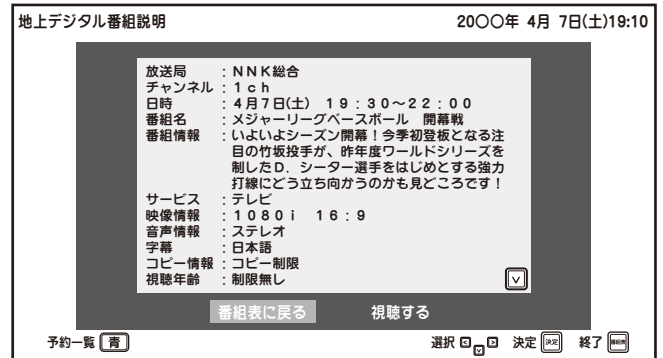 地上デジタル番組説明
20〇〇年 4月 7日(土)19:10
放送局 :NNK総合
チャンネル:1ch
日時 :4月7日(土) 19:30～22:00
番組名 :メジャーリーグベースボール 開幕戦
番組情報 :いよいよシーズン開幕!今季初登板となる注
目の竹坂投手が、昨年度ワールドシリーズを
制したD.シーター選手をはじめとする強力
打線にどう立ち向かうのかも見どころです!
サービス :テレビ
映像情報 :1080i 16:9
音声情報 :ステレオ
字幕 :日本語
コピー情報:コピー制限
視聴年齢 :制限無し
番組表に戻る 視聴する
予約一覧 青 選択 決定 決定 終了 番組表